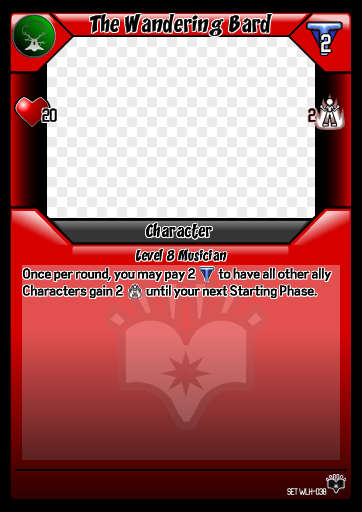 The Wandering Bard
2
20
2
Character
Level 8 Musician
Once per round, you may pay 2 to have all other ally
Characters gain 2 until your next Starting Phase.
SET WLH-038